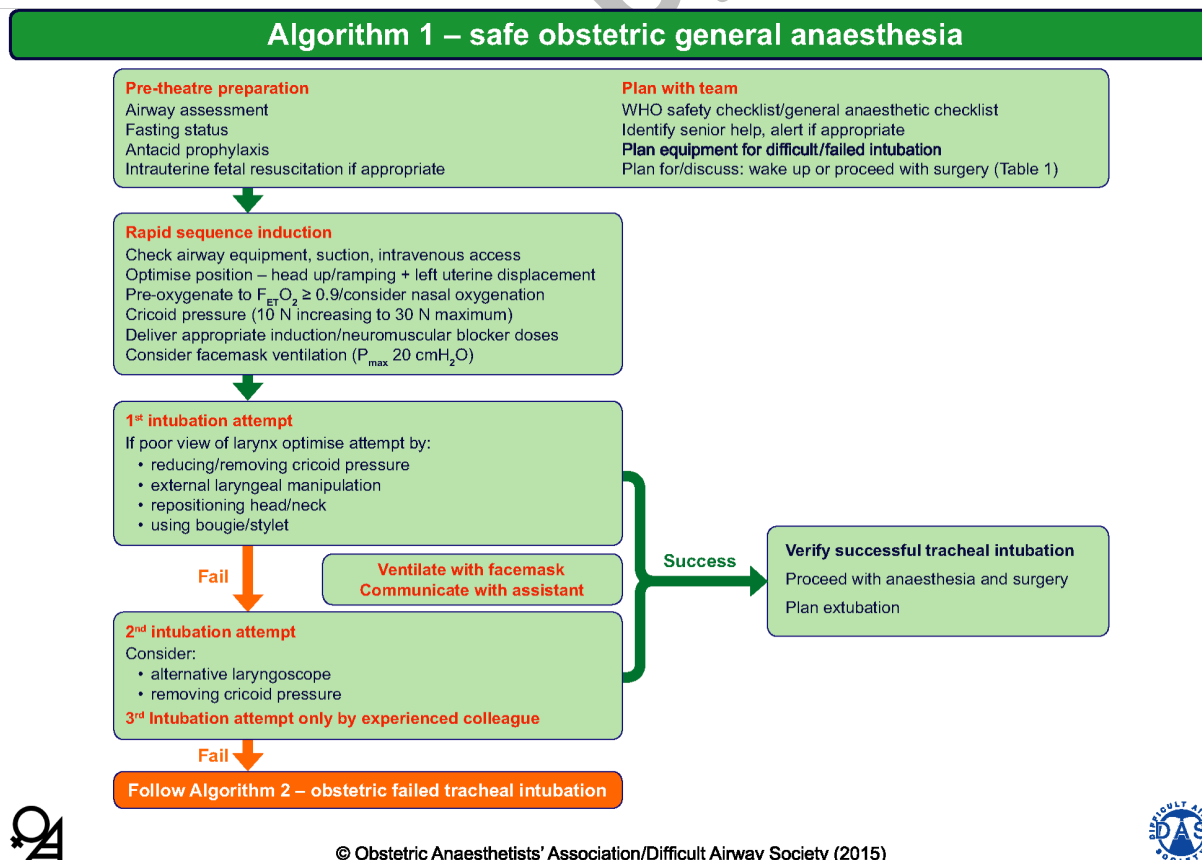 Algorithm 1 – safe obstetric general anaesthesia
Pre-theatre preparation
Airway assessment
Fasting status
Antacid prophylaxis
Intrauterine fetal resuscitation if appropriate
Plan with team
WHO safety checklist/general anaesthetic checklist
Identify senior help, alert if appropriate
Plan equipment for difficult/failed intubation
Plan for/discuss: wake up or proceed with surgery (Table 1)
Rapid sequence induction
Check airway equipment, suction, intravenous access
Optimise position – head up/ramping + left uterine displacement
Pre-oxygenate to FETO2 ≥ 0.9/consider nasal oxygenation
Cricoid pressure (10 N increasing to 30 N maximum)
Deliver appropriate induction/neuromuscular blocker doses
Consider facemask ventilation (Pmax 20 cmH2O)
1st intubation attempt
If poor view of larynx optimise attempt by:
• reducing/removing cricoid pressure
• external laryngeal manipulation
• repositioning head/neck
• using bougie/stylet
Fail
Ventilate with facemask
Communicate with assistant
Success
Verify successful tracheal intubation
Proceed with anaesthesia and surgery
Plan extubation
2nd intubation attempt
Consider:
• alternative laryngoscope
• removing cricoid pressure
3rd Intubation attempt only by experienced colleague
Fail
Follow Algorithm 2 – obstetric failed tracheal intubation
DIFFICULT
DAS
© Obstetric Anaesthetists' Association/Difficult Airway Society (2015)